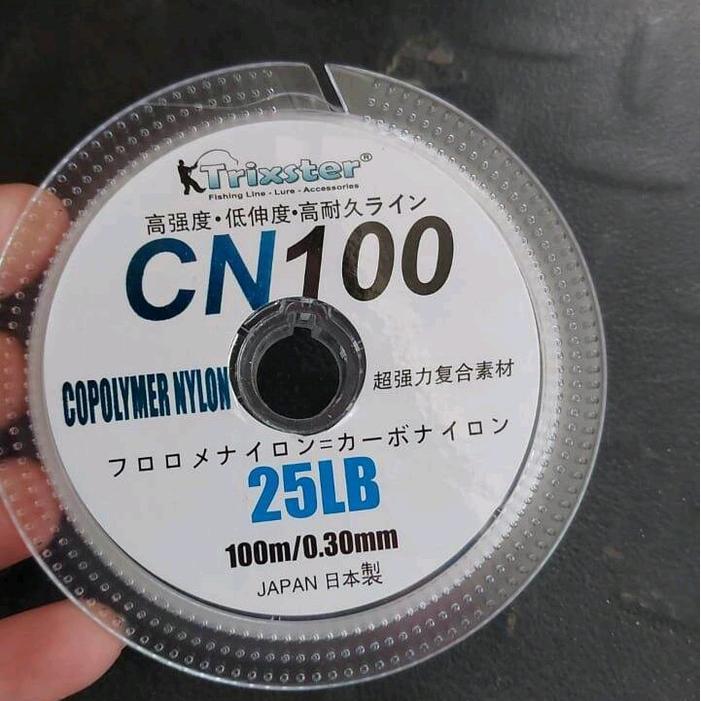 Trixster®
Fishing Line - Lure - Accessories
高强度・低伸度・高耐久ライン
CN100
COPOLYMER NYLON
超强力复合素材
フロロメナイロン=カーボナイロン
25LB
100m/0.30mm
JAPAN 日本製